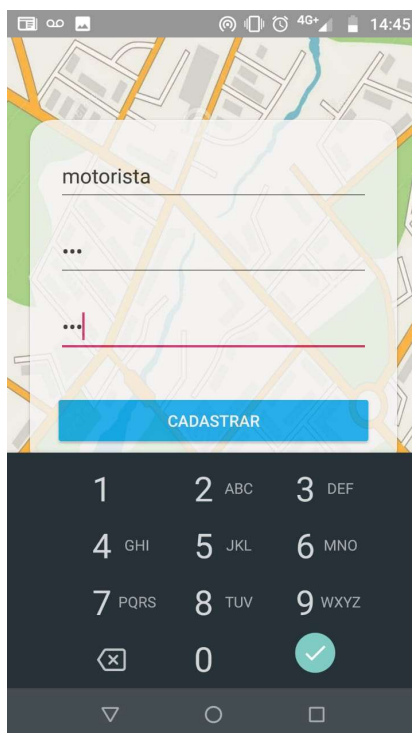 4G+ 14:45
motorista
•••
•••
CADASTRAR
1 2 ABC 3 DEF
4 GHI 5 JKL 6 MNO
7 PQRS 8 TUV 9 WXYZ
0